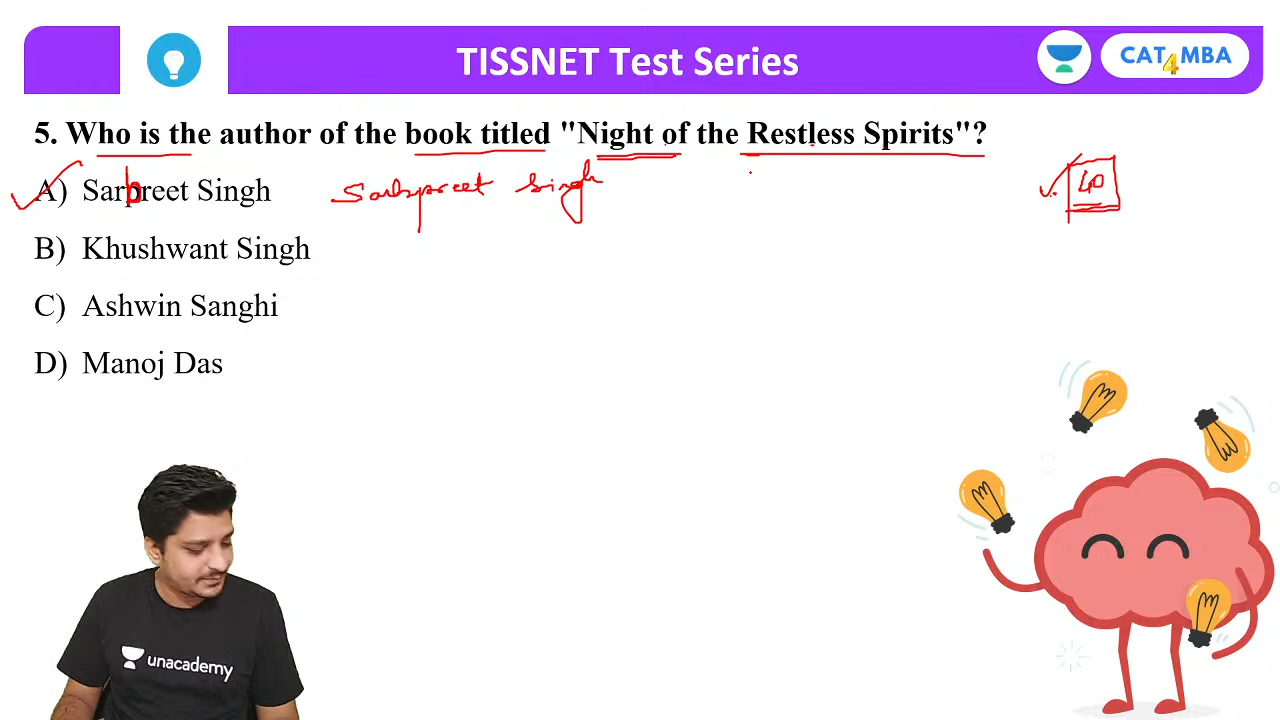 TISSNET Test Series
CAT4MBA
5. Who is the author of the book titled "Night of the Restless Spirits"?
A) Sarpreet Singh
b
Sarbpreet Singh
40
B) Khushwant Singh
C) Ashwin Sanghi
D) Manoj Das
unacademy